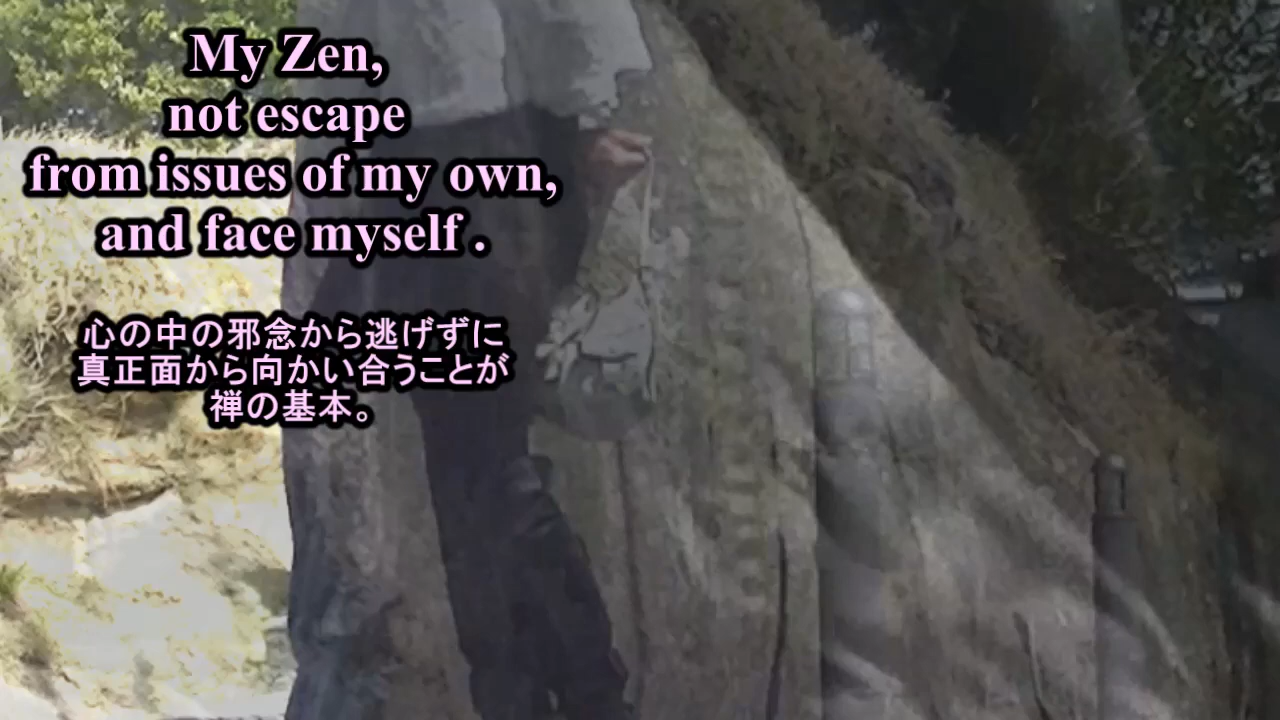 My Zen,
not escape
from issues of my own,
and face myself .
心の中の邪念から逃げずに
真正面から向かい合うことが
禅の基本。